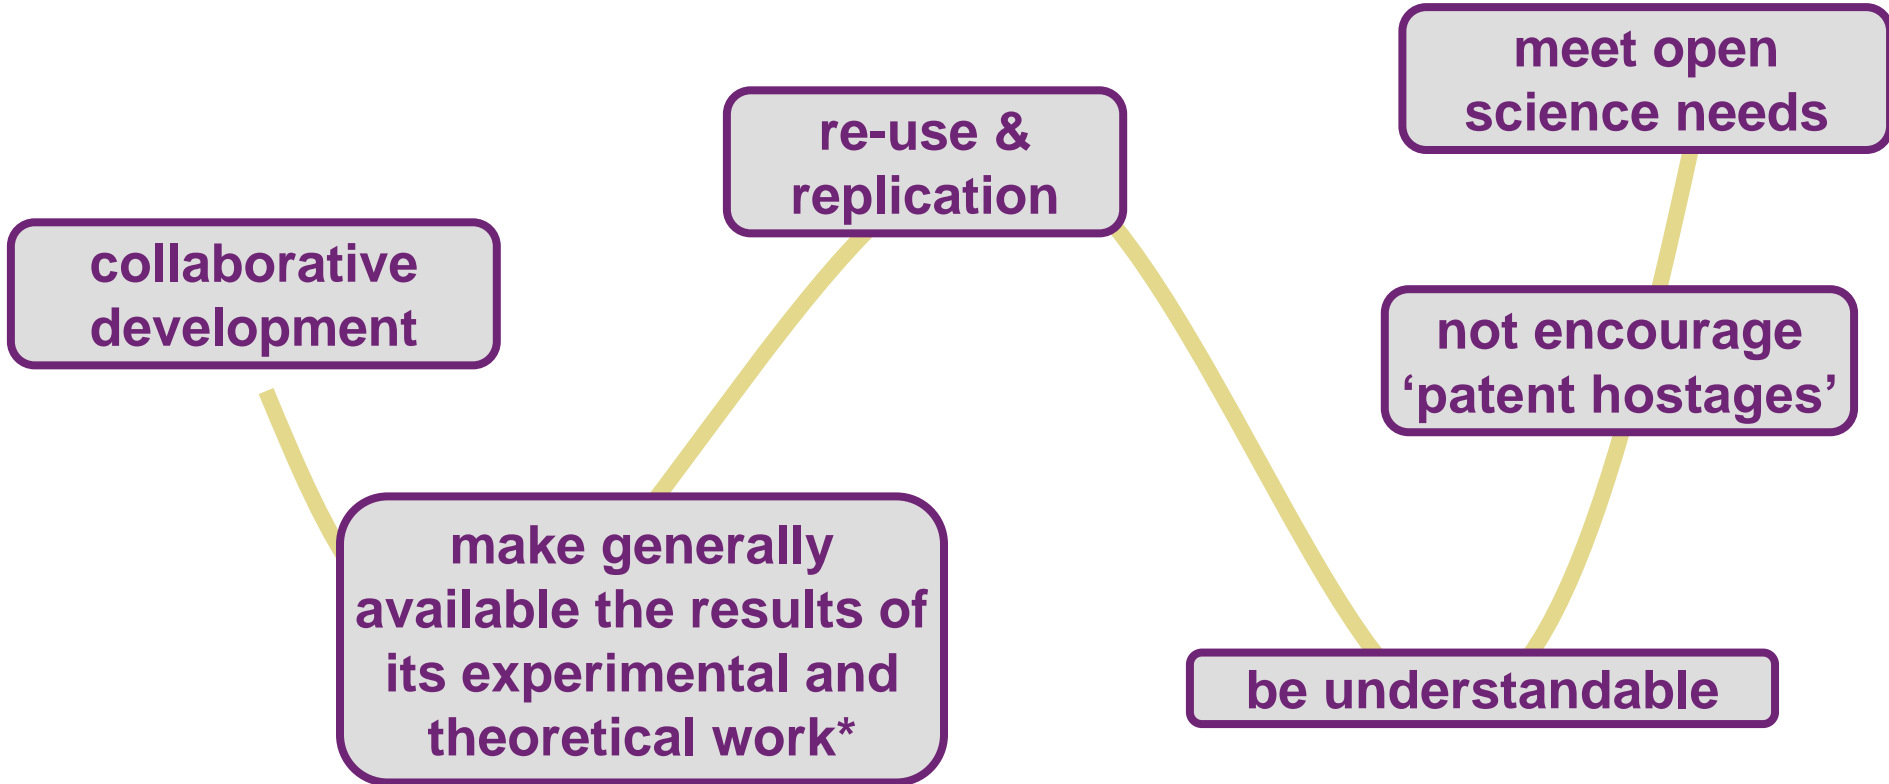 collaborative
development
make generally
available the results of
its experimental and
theoretical work*
re-use &
replication
be understandable
not encourage
‘patent hostages’
meet open
science needs